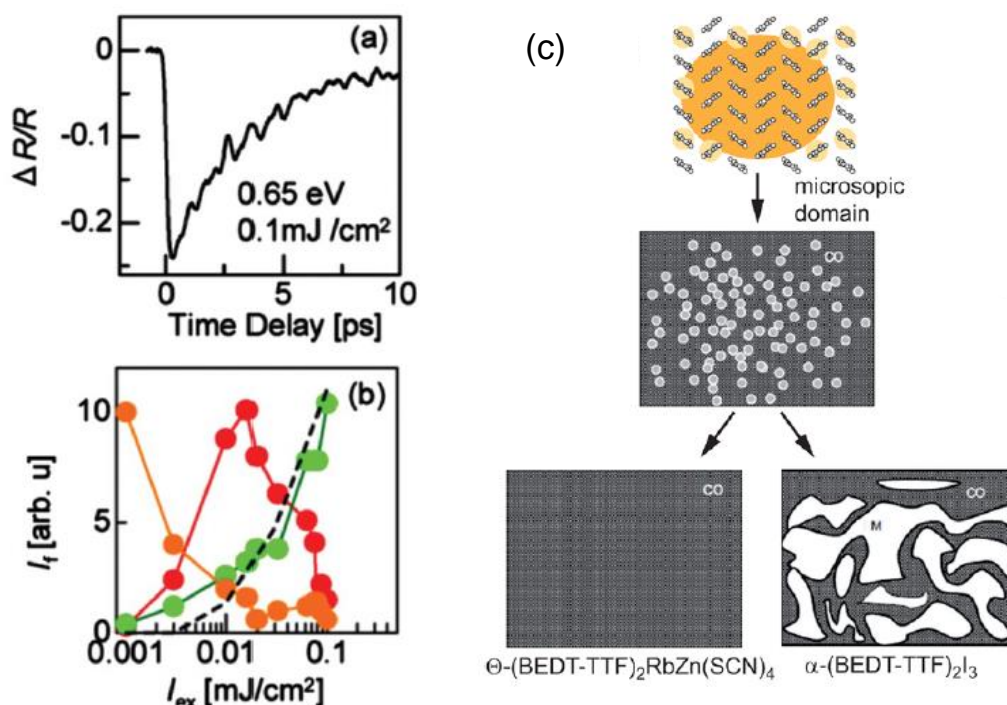 (a)
0
-0.1
-0.2
ΔR/R
0.65 eV
0.1mJ /cm²
0 5 10
Time Delay [ps]
(b)
10
5
0
I_f [arb. u]
0.001 0.01 0.1
I_ex [mJ/cm²]
(c)
microsopic
domain
CO
CO
Θ-(BEDT-TTF)₂RbZn(SCN)₄
CO
M
α-(BEDT-TTF)₂I₃